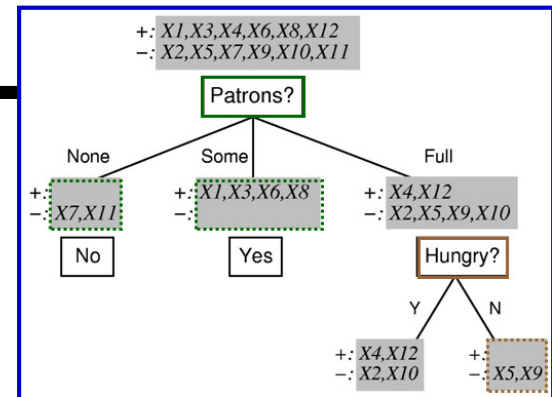 +: X1,X3,X4,X6,X8,X12
−: X2,X5,X7,X9,X10,X11
Patrons?
None Some Full
+: +: X1,X3,X6,X8 +: X4,X12
−: X7,X11 −: −: X2,X5,X9,X10
No Yes Hungry?
Y N
+: X4,X12 +:
−: X2,X10 −: X5,X9